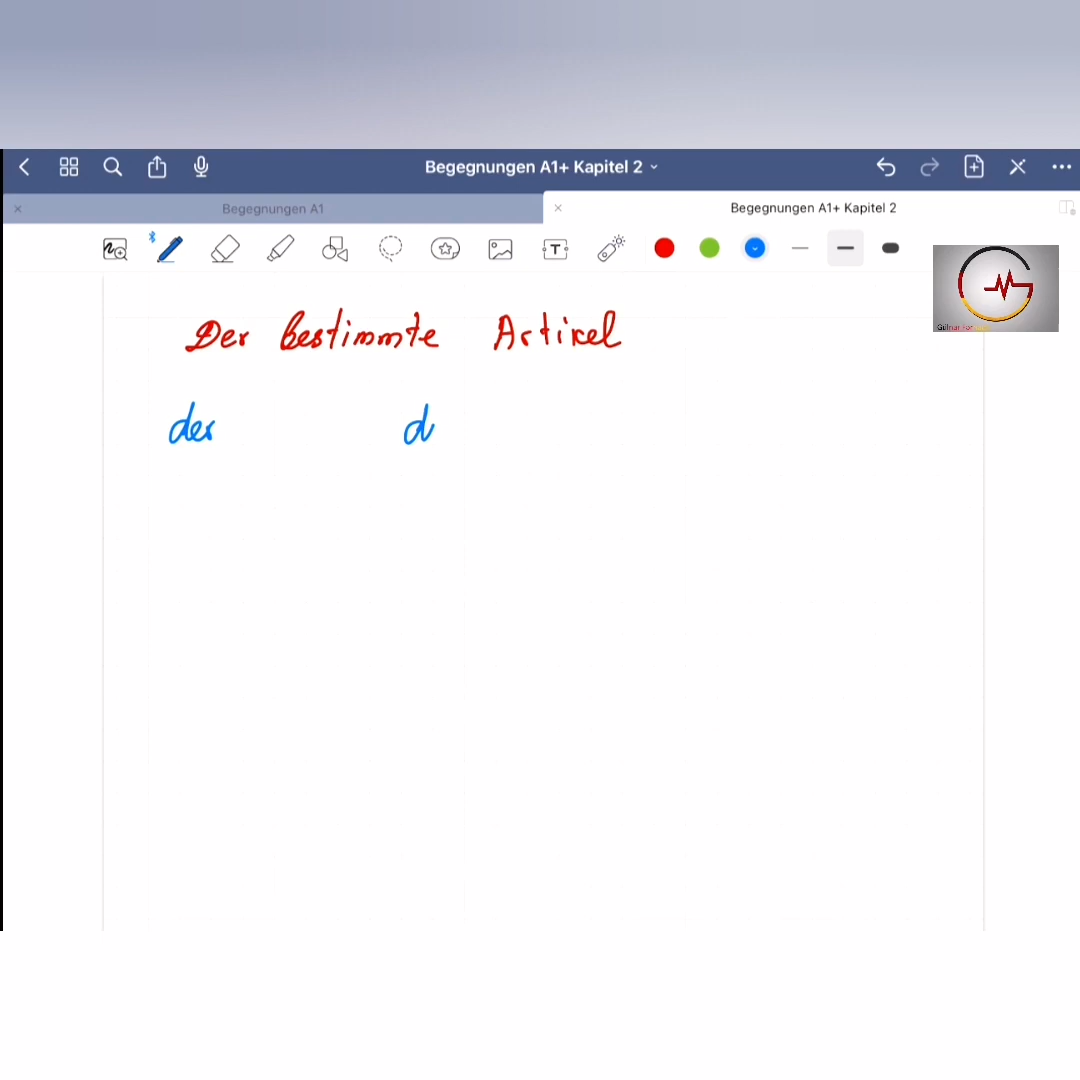 Begegnungen A1+ Kapitel 2
Begegnungen A1
Begegnungen A1+ Kapitel 2
T
Der bestimmte Artikel
der d